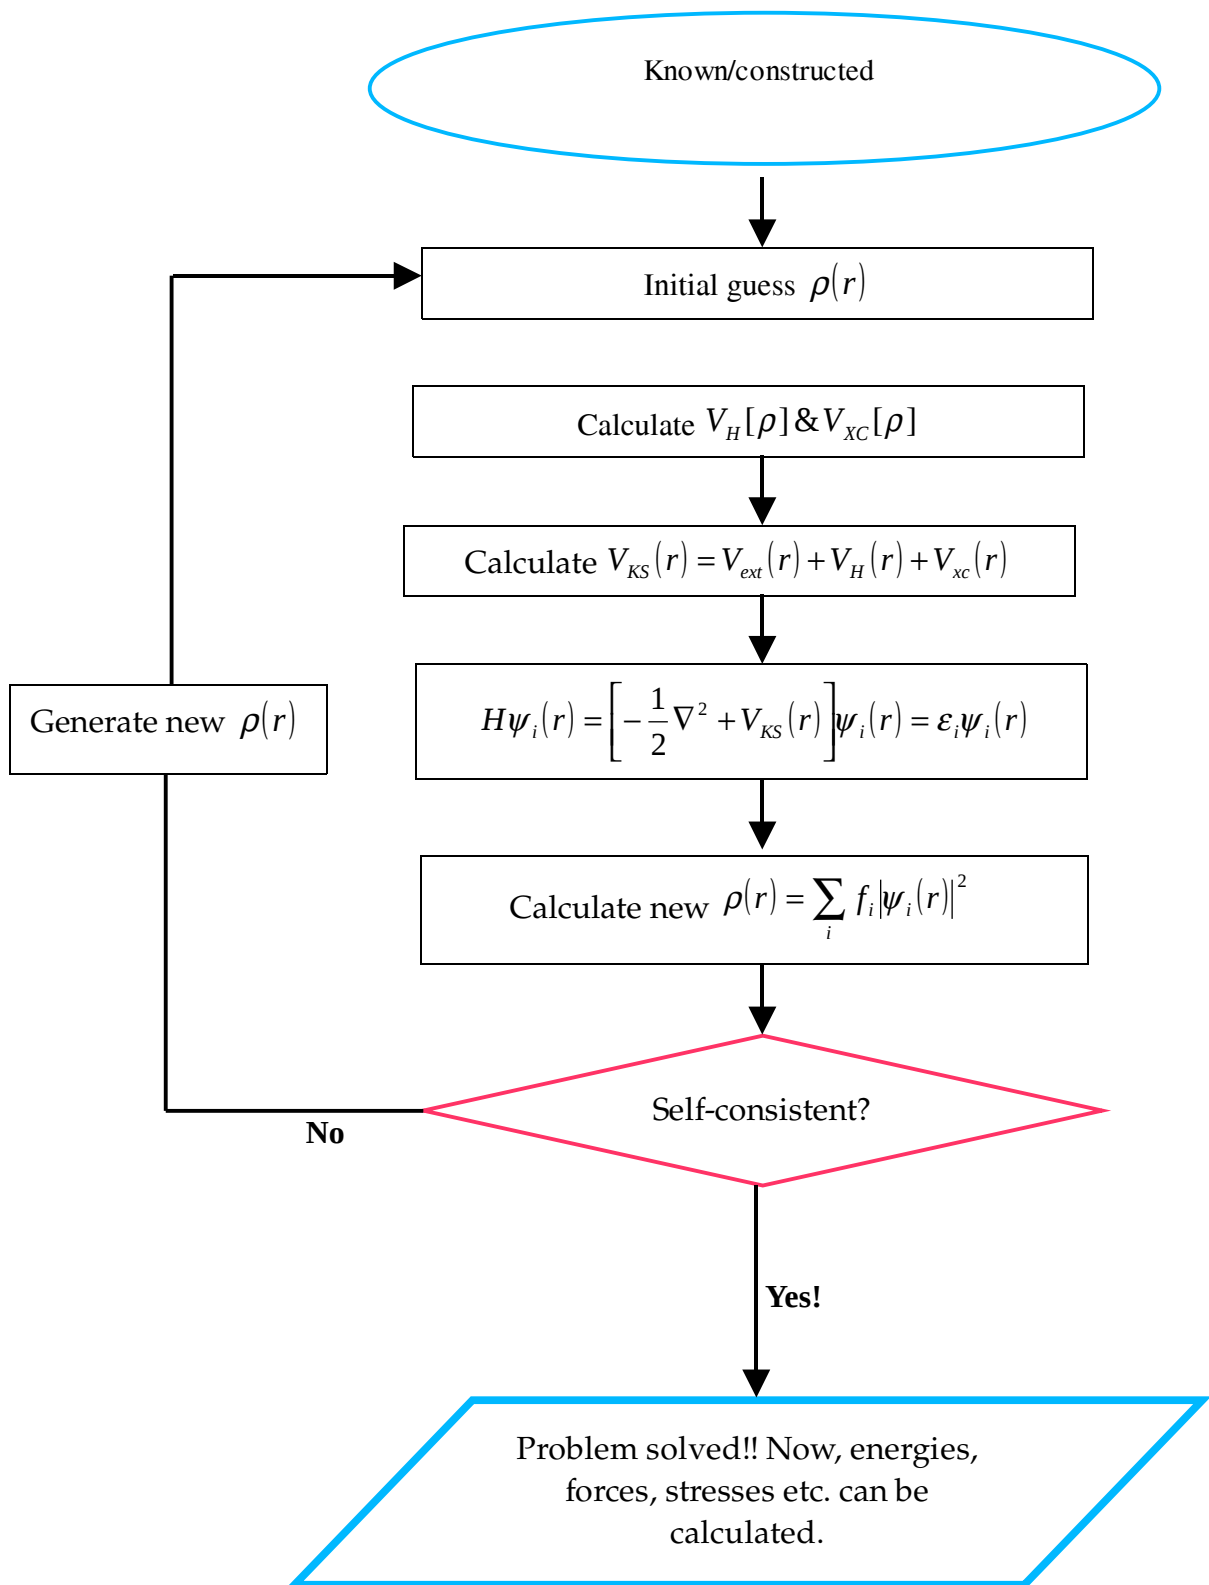 Known/constructed
Initial guess ρ(r)
Calculate V_H[ρ] & V_XC[ρ]
Calculate V_KS(r) = V_ext(r) + V_H(r) + V_xc(r)
Generate new ρ(r)
Hψ_i(r) = [−1/2 ∇² + V_KS(r)]ψ_i(r) = ε_iψ_i(r)
Calculate new ρ(r) = ∑_i f_i|ψ_i(r)|²
Self-consistent?
No
Yes!
Problem solved!! Now, energies,
forces, stresses etc. can be
calculated.